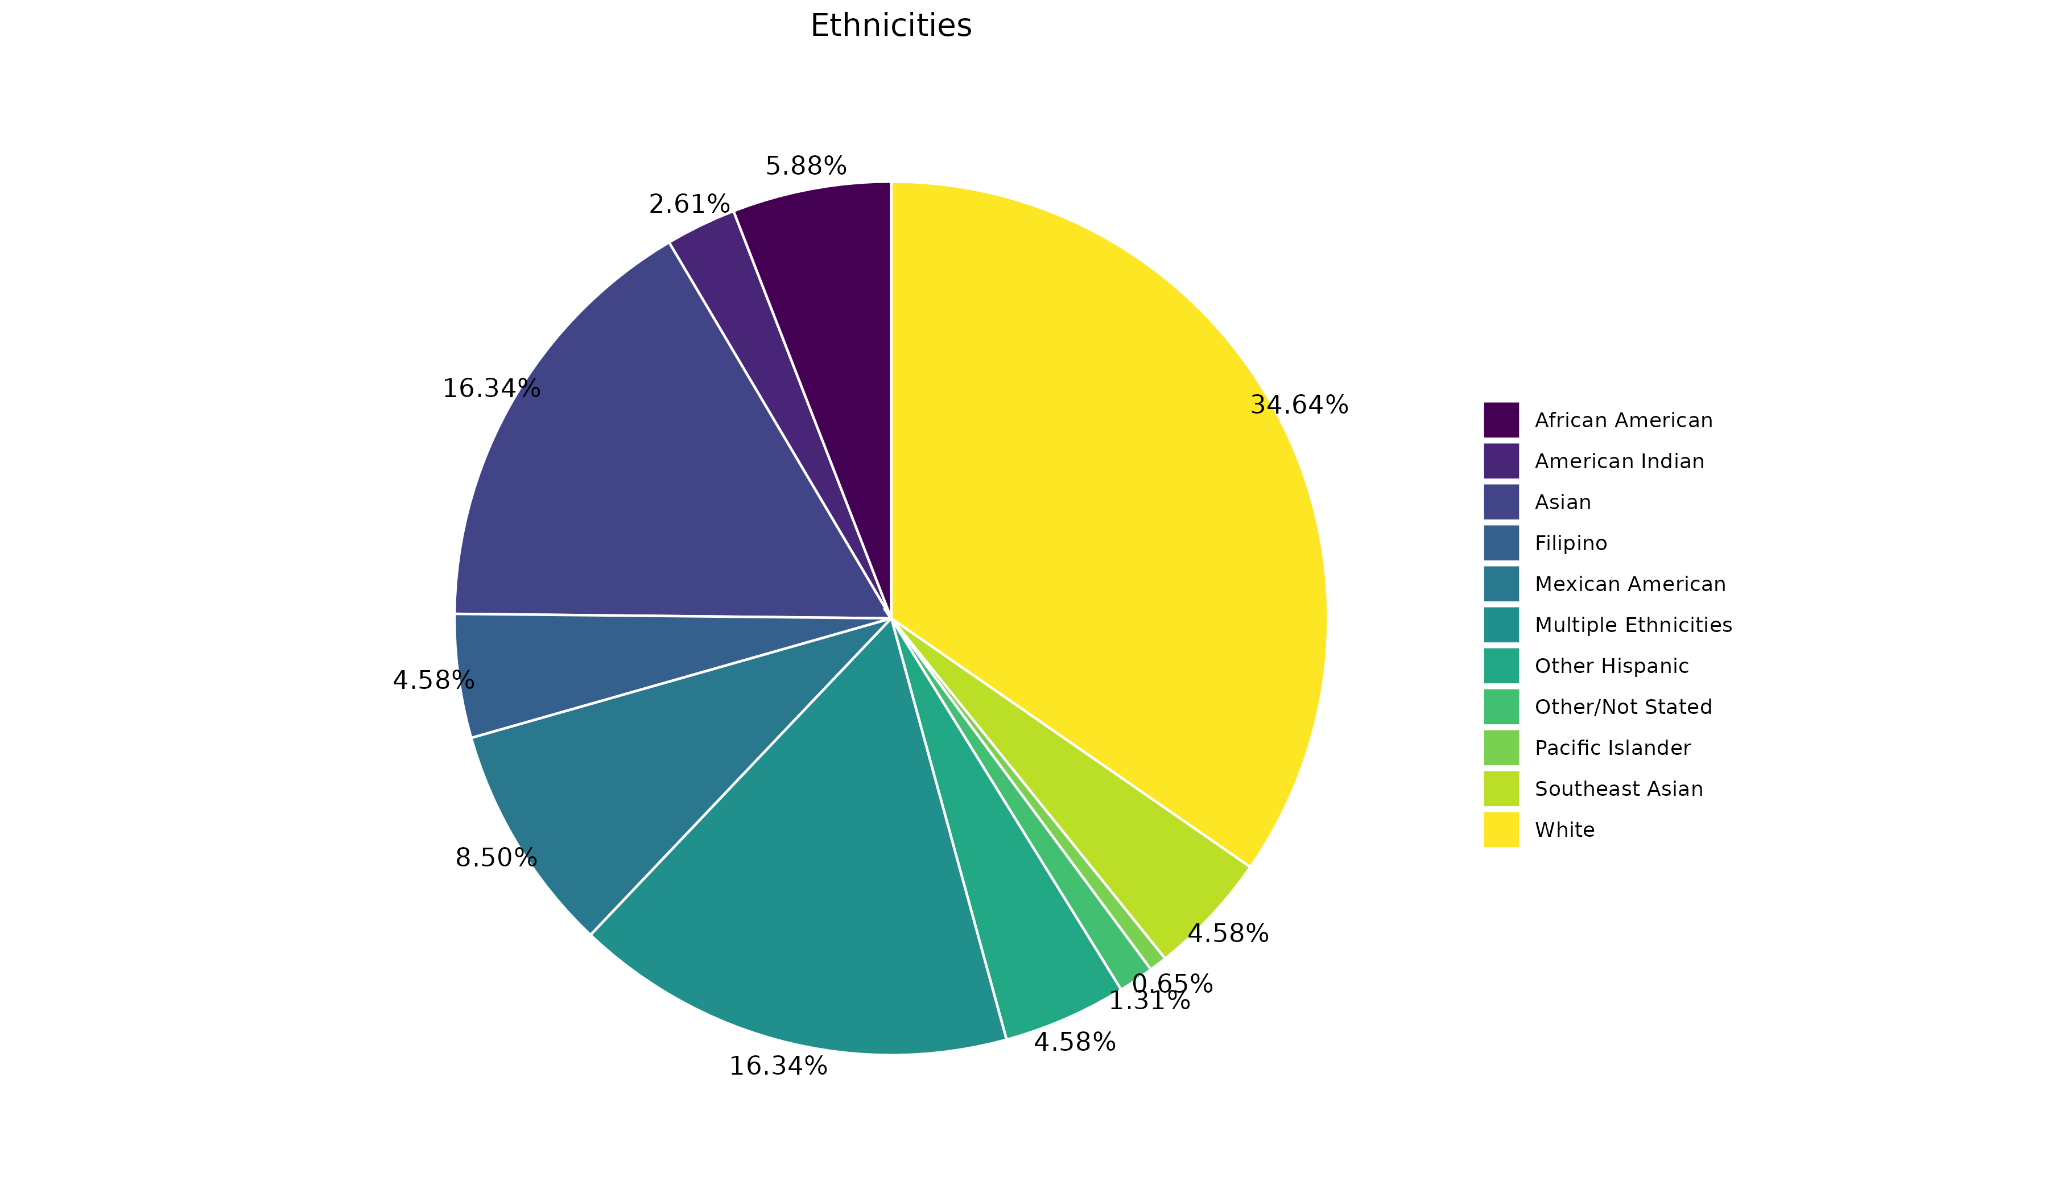 Ethnicities
5.88%
2.61%
16.34%
34.64%
4.58%
8.50%
16.34%
4.58%
1.31%
0.65%
4.58%
African American
American Indian
Asian
Filipino
Mexican American
Multiple Ethnicities
Other Hispanic
Other/Not Stated
Pacific Islander
Southeast Asian
White